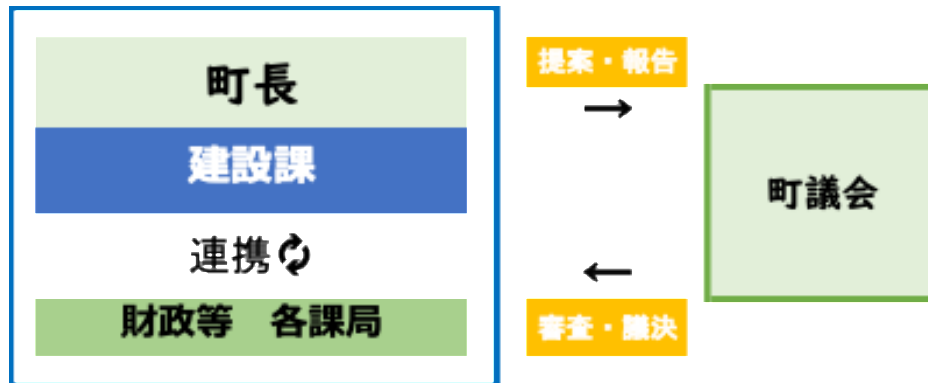 町長
建設課
連携
財政等　各課局
提案・報告
→
←
審査・議決
町議会